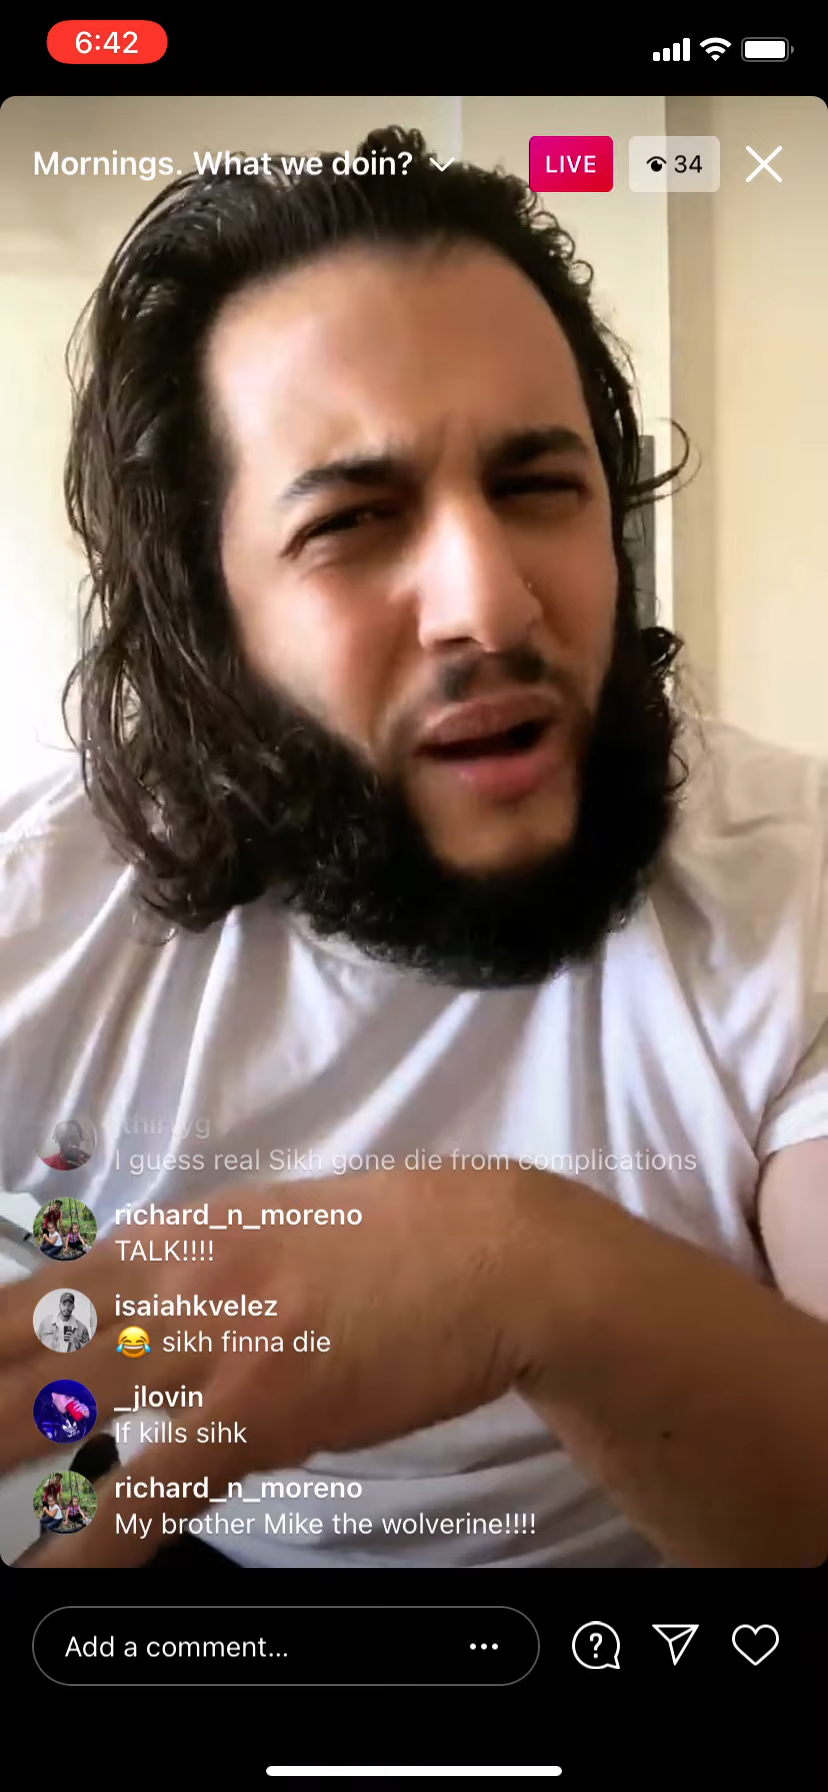 6:42
Mornings. What we doin?
LIVE
34
I guess real Sikh gone die from complications
richard_n_moreno
TALK!!!!
isaiahkvelez
😂 sikh finna die
_jlovin
If kills sihk
richard_n_moreno
My brother Mike the wolverine!!!!
Add a comment...